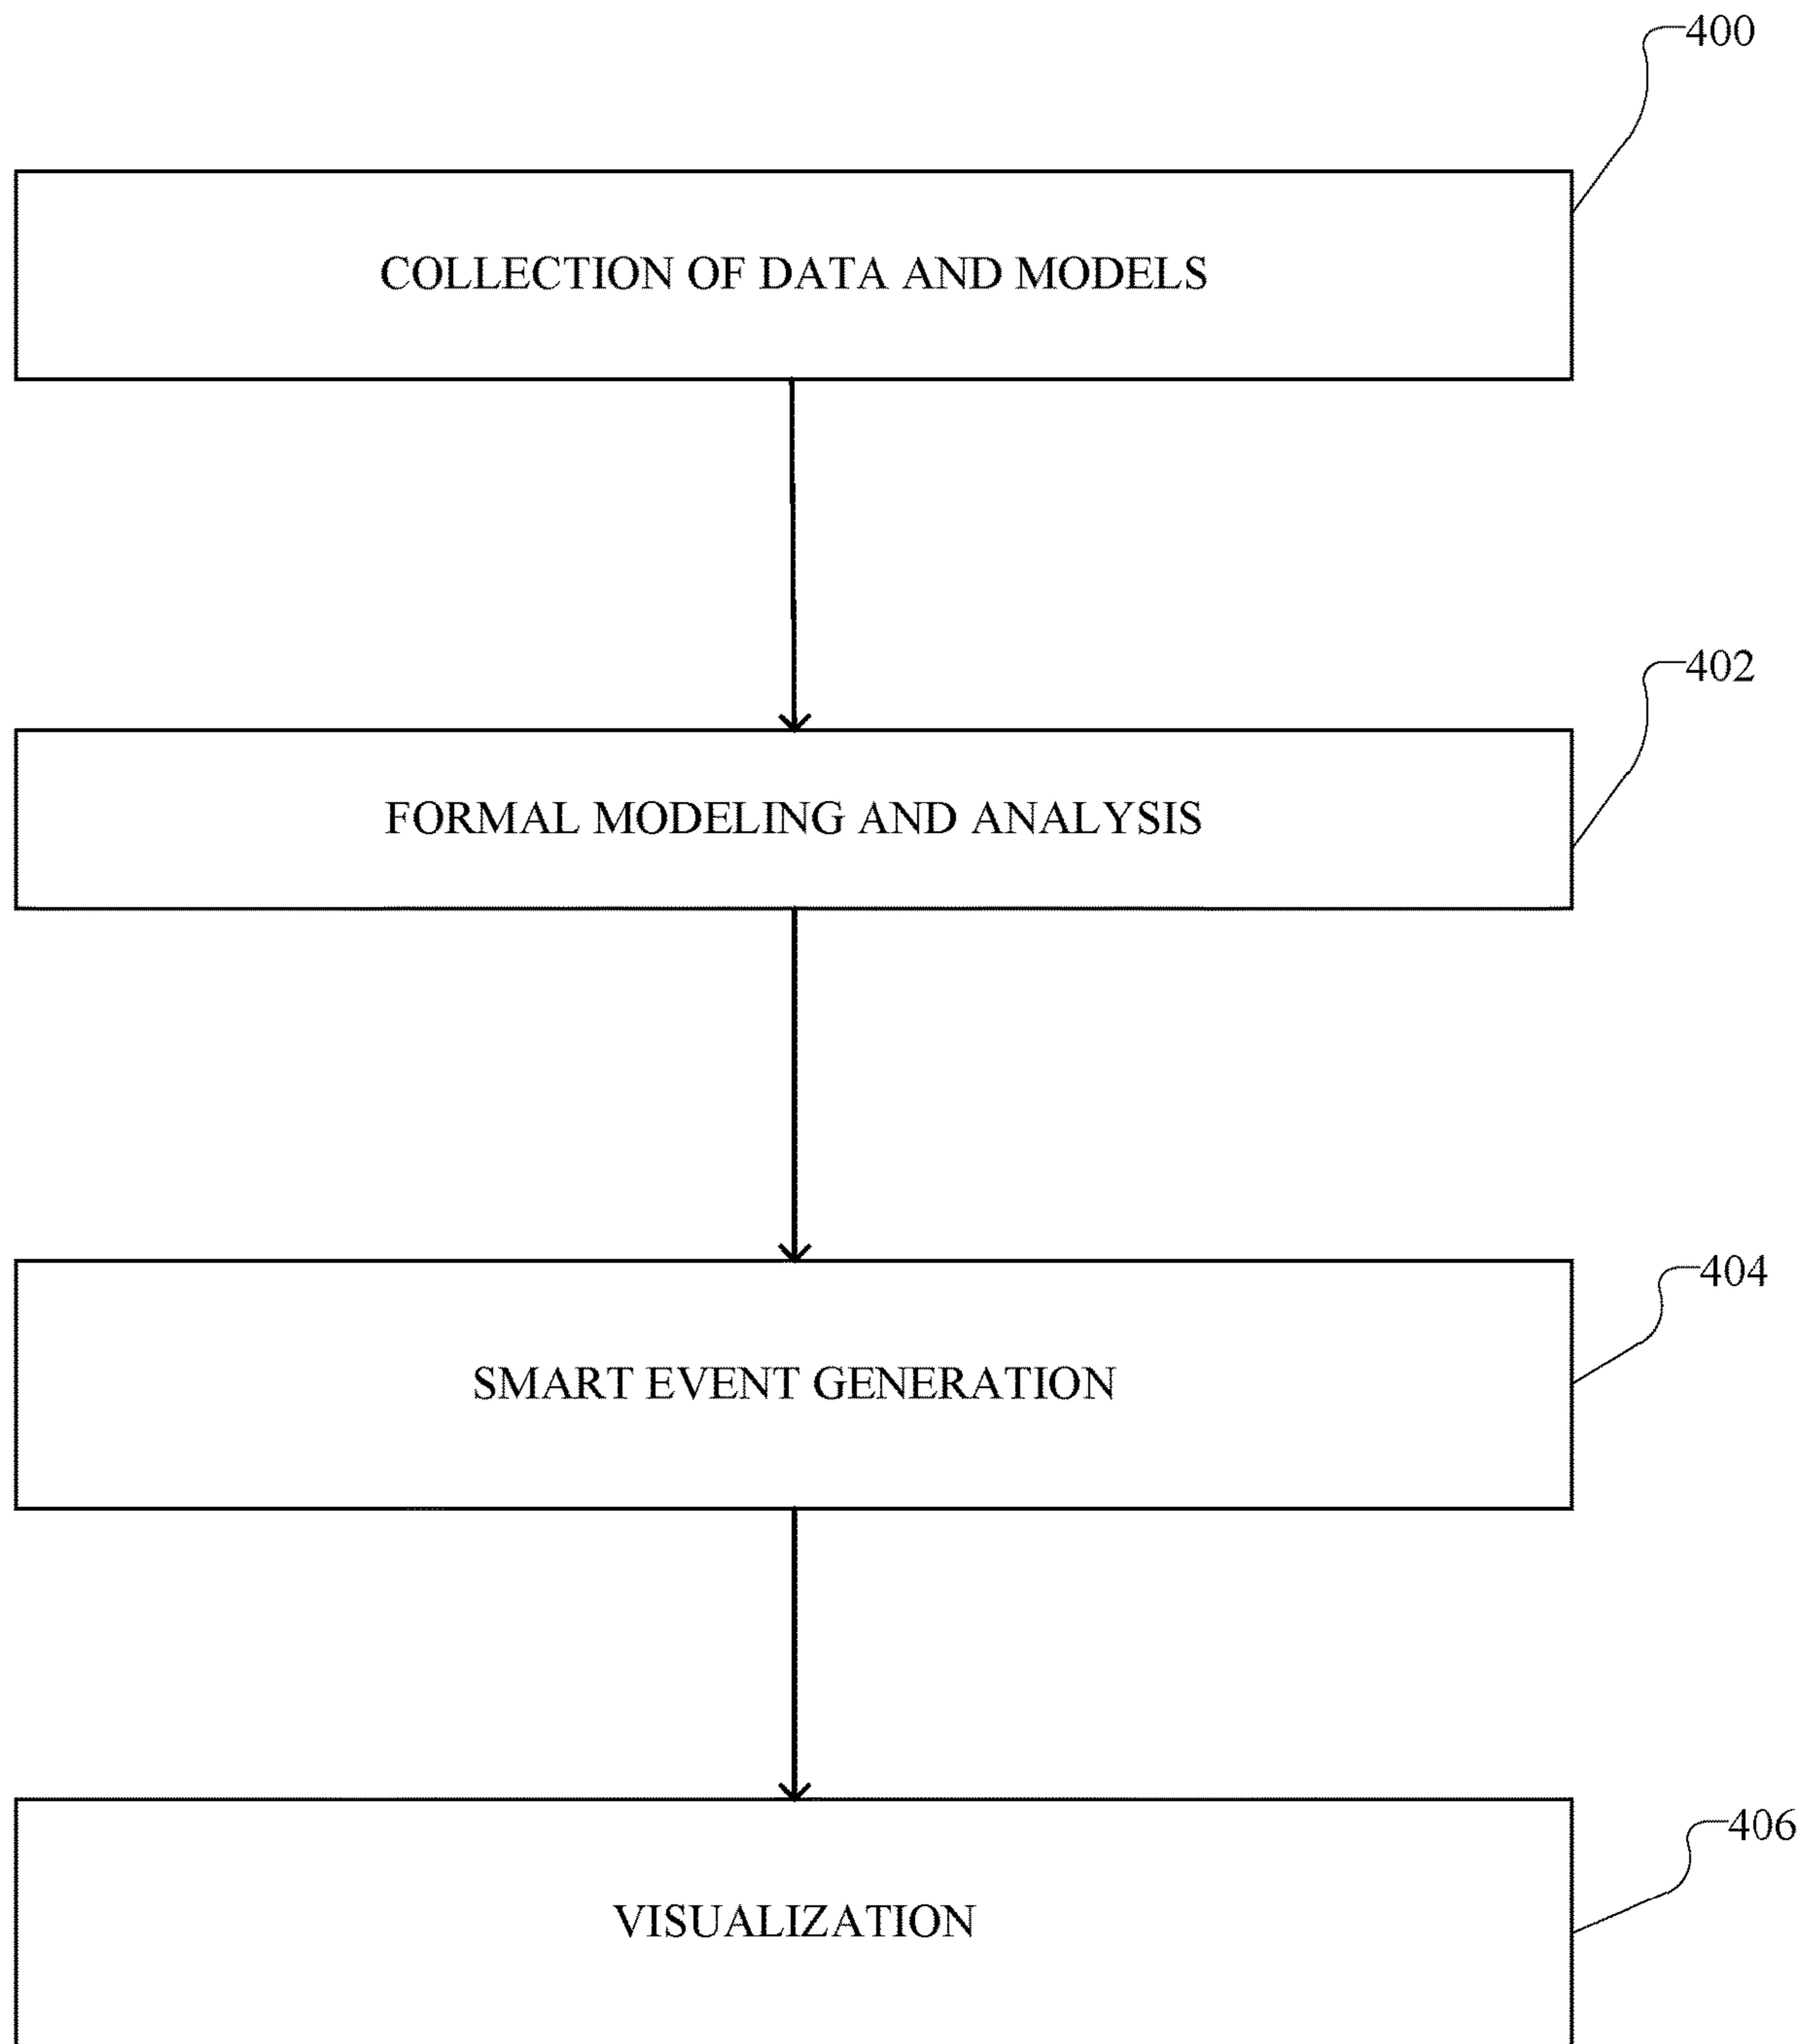 400
COLLECTION OF DATA AND MODELS
402
FORMAL MODELING AND ANALYSIS
404
SMART EVENT GENERATION
406
VISUALIZATION